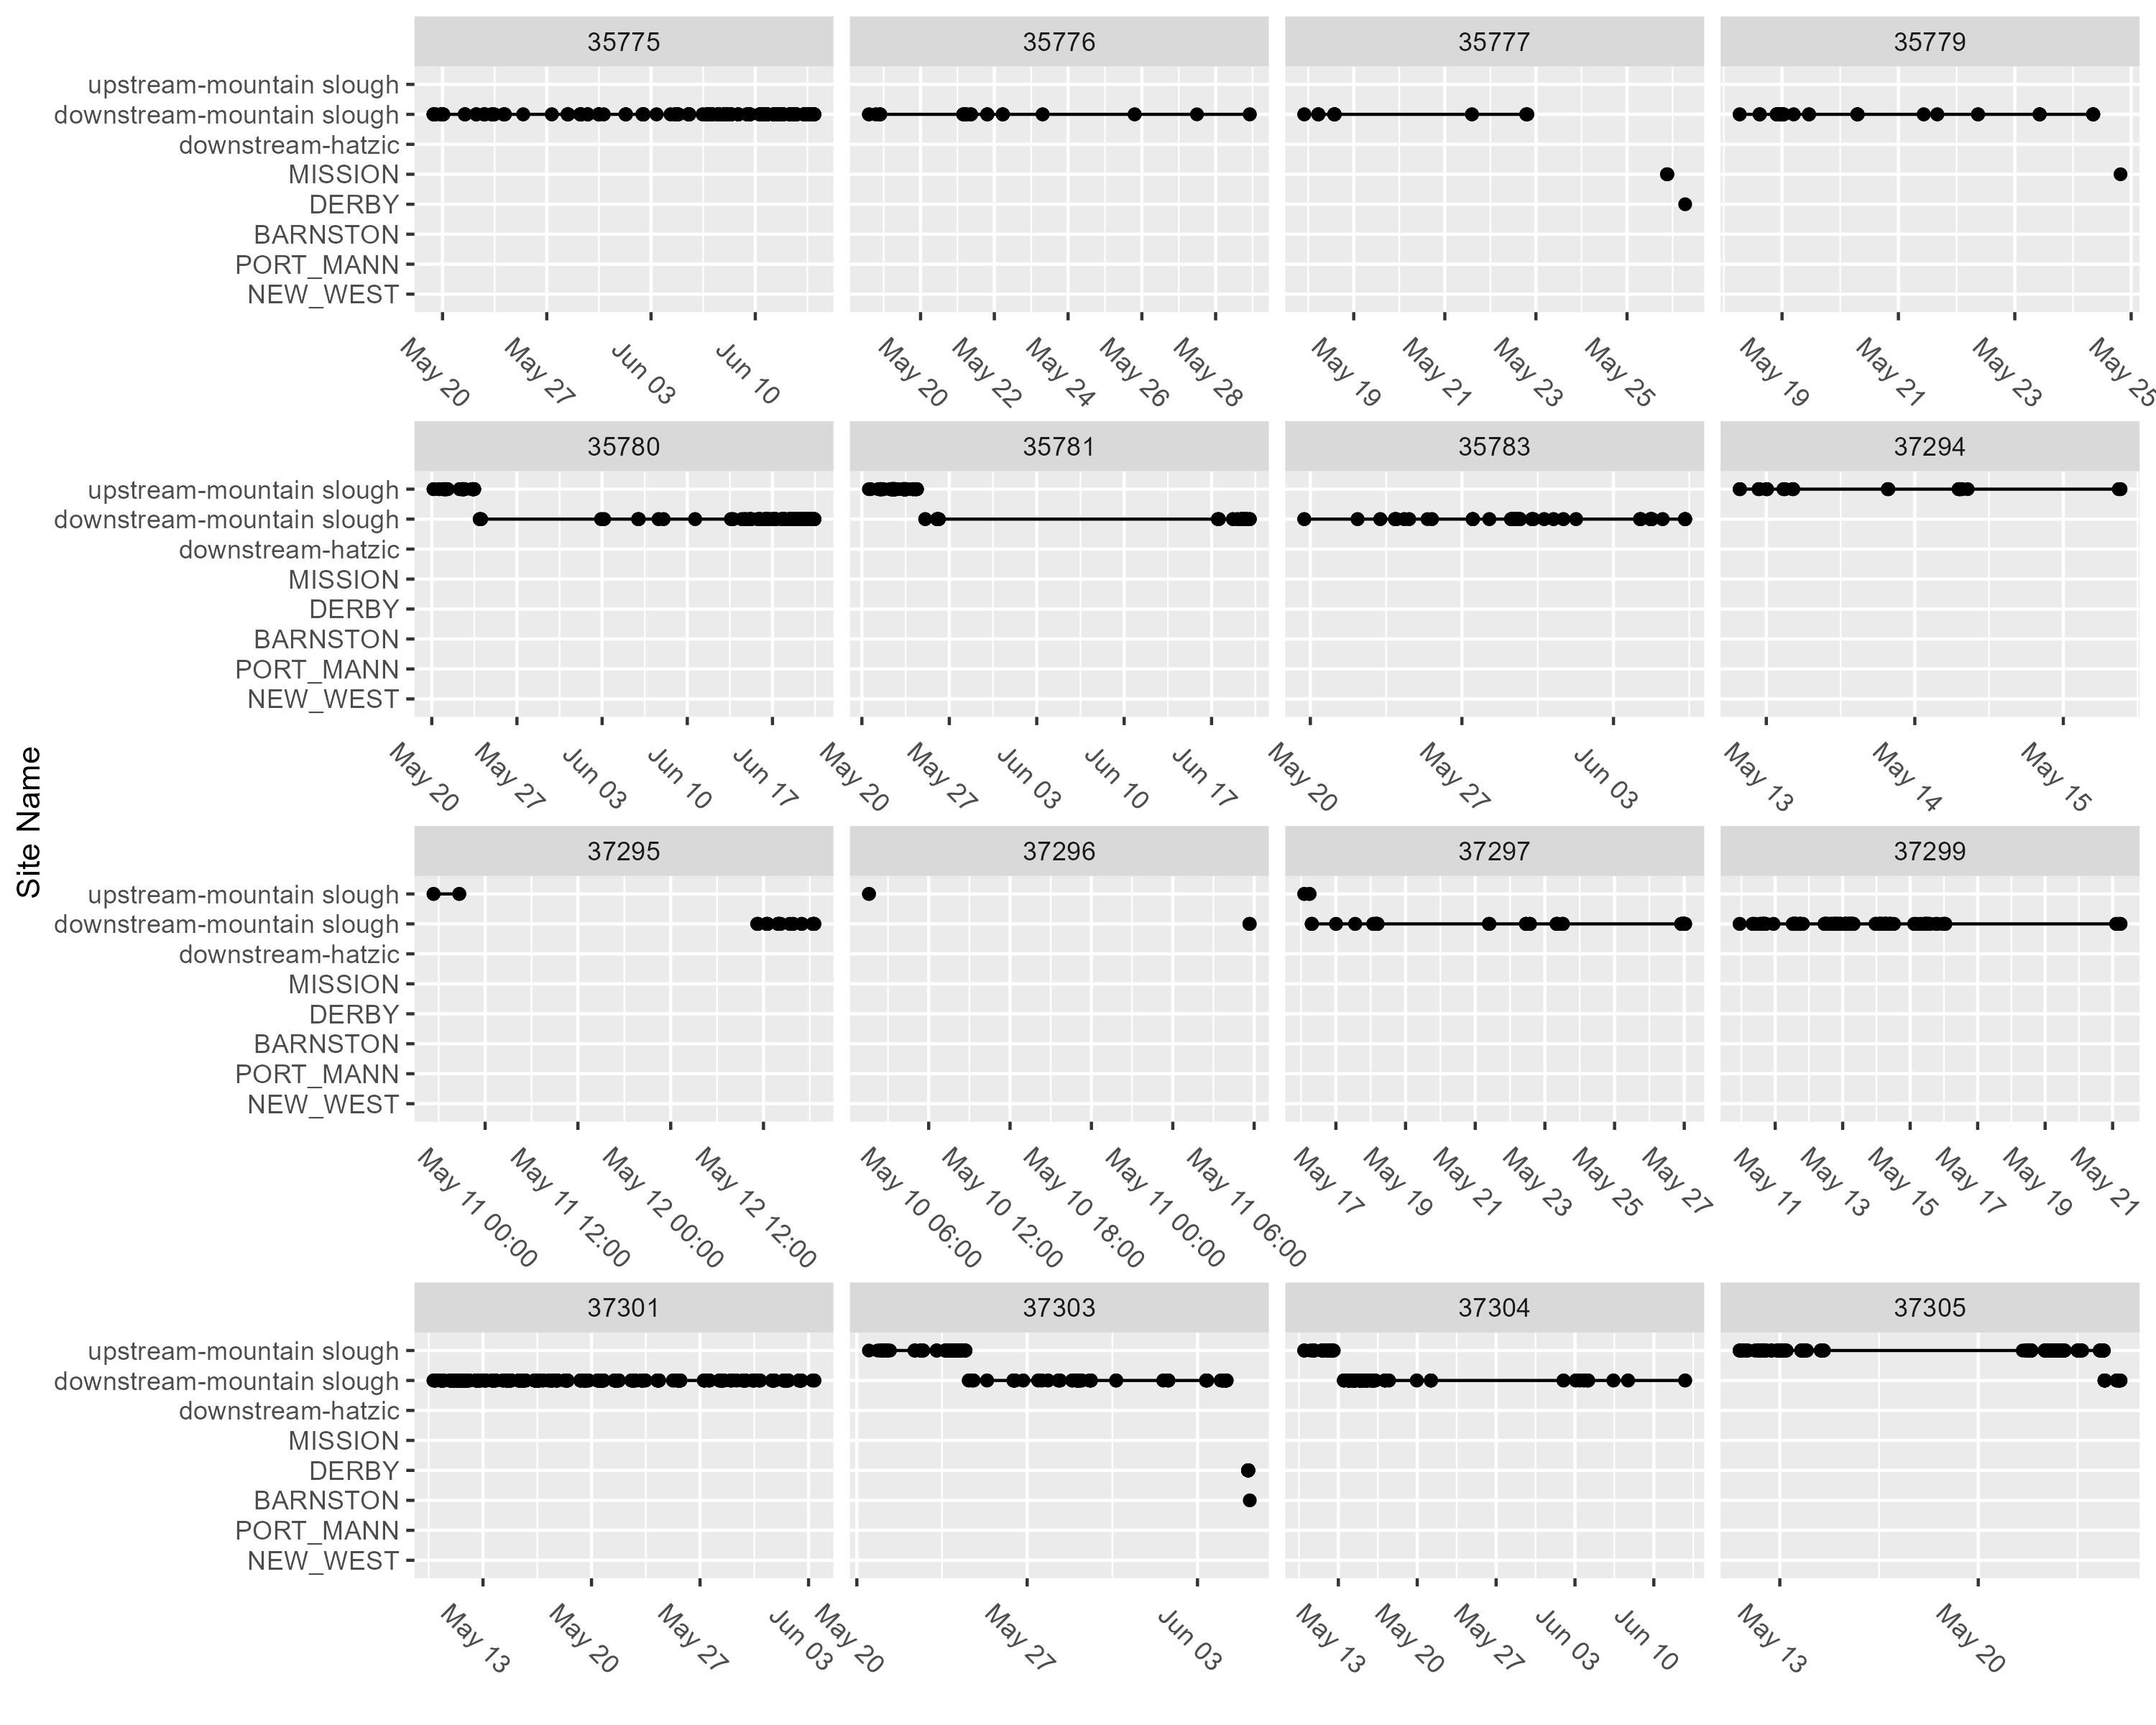 35775 35776 35777 35779
upstream-mountain slough
downstream-mountain slough
downstream-hatzic
MISSION
DERBY
BARNSTON
PORT_MANN
NEW_WEST
May 20 May 27 Jun 03 Jun 10 May 20 May 22 May 24 May 26 May 28 May 19 May 21 May 23 May 25 May 19 May 21 May 23 May 25
35780 35781 35783 37294
upstream-mountain slough
downstream-mountain slough
downstream-hatzic
MISSION
DERBY
BARNSTON
PORT_MANN
NEW_WEST
May 20 May 27 Jun 03 Jun 10 Jun 17 May 20 May 27 Jun 03 Jun 10 Jun 17 May 20 May 27 Jun 03 May 13 May 14 May 15
Site Name
37295 37296 37297 37299
upstream-mountain slough
downstream-mountain slough
downstream-hatzic
MISSION
DERBY
BARNSTON
PORT_MANN
NEW_WEST
May 11 00:00 May 11 12:00 May 12 00:00 May 12 12:00 May 10 06:00 May 10 12:00 May 10 18:00 May 11 00:00 May 11 06:00 May 17 May 19 May 21 May 23 May 25 May 27 May 11 May 13 May 15 May 17 May 19 May 21
37301 37303 37304 37305
upstream-mountain slough
downstream-mountain slough
downstream-hatzic
MISSION
DERBY
BARNSTON
PORT_MANN
NEW_WEST
May 13 May 20 May 27 Jun 03 May 20 May 27 Jun 03 May 13 May 20 May 27 Jun 03 Jun 10 May 13 May 20